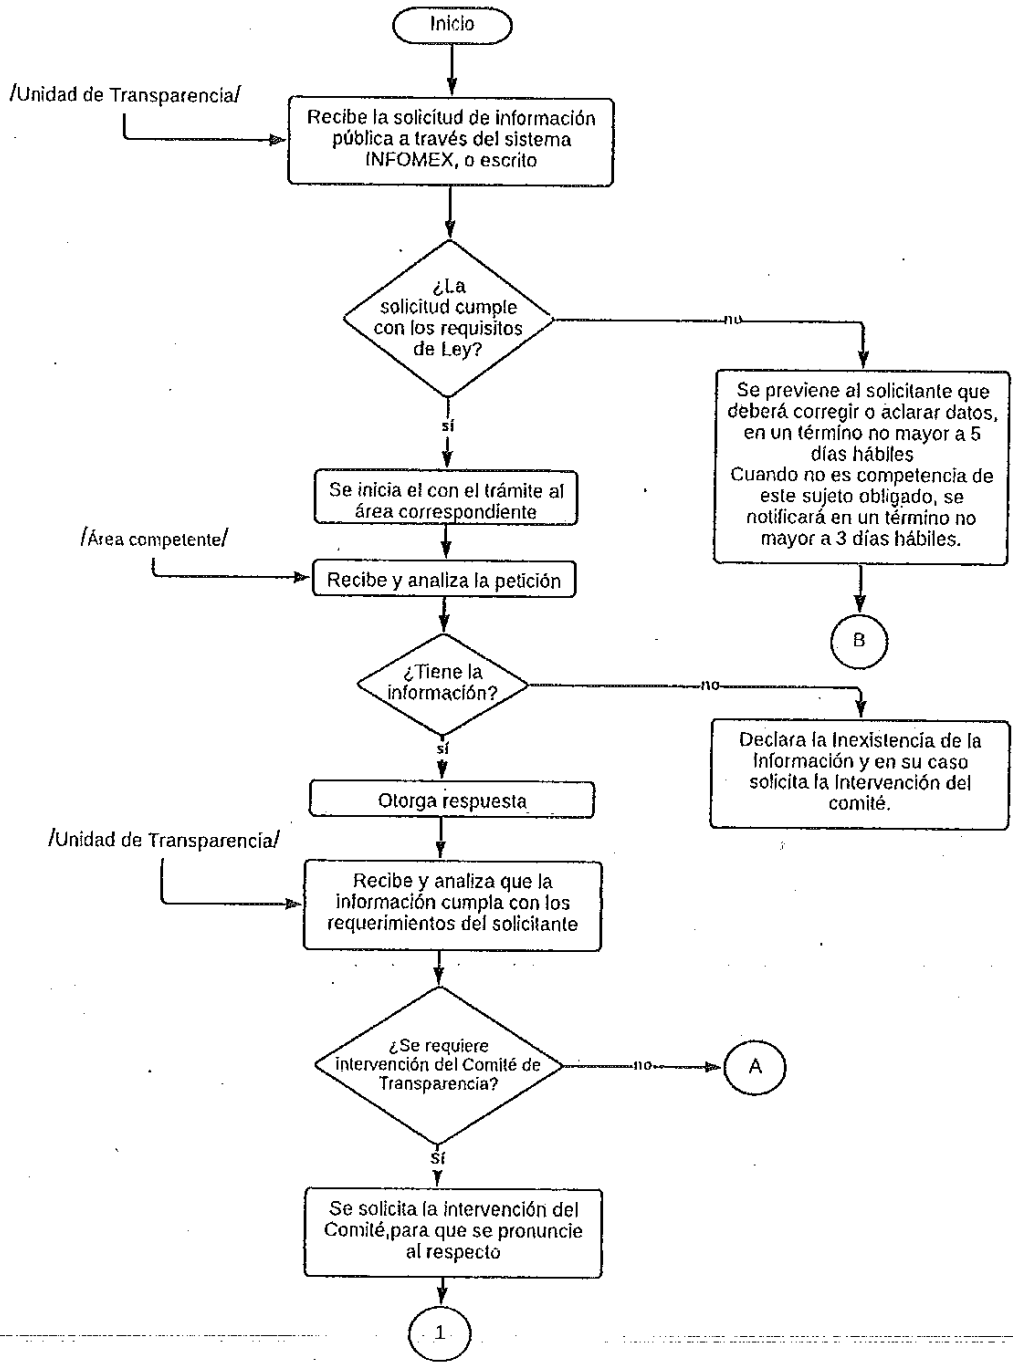 Inicio
/Unidad de Transparencia/
Recibe la solicitud de información
pública a través del sistema
INFOMEX, o escrito
¿La
solicitud cumple
con los requisitos
de Ley?
no
Se previene al solicitante que
deberá corregir o aclarar datos,
en un término no mayor a 5
días hábiles
Cuando no es competencia de
este sujeto obligado, se
notificará en un término no
mayor a 3 días hábiles.
B
sí
Se inicia el con el trámite al
área correspondiente
/Área competente/
Recibe y analiza la petición
¿Tiene la
información?
no
Declara la Inexistencia de la
Información y en su caso
solicita la Intervención del
comité.
sí
Otorga respuesta
/Unidad de Transparencia/
Recibe y analiza que la
información cumpla con los
requerimientos del solicitante
¿Se requiere
intervención del Comité de
Transparencia?
no
A
sí
Se solicita la intervención del
Comité,para que se pronuncie
al respecto
1